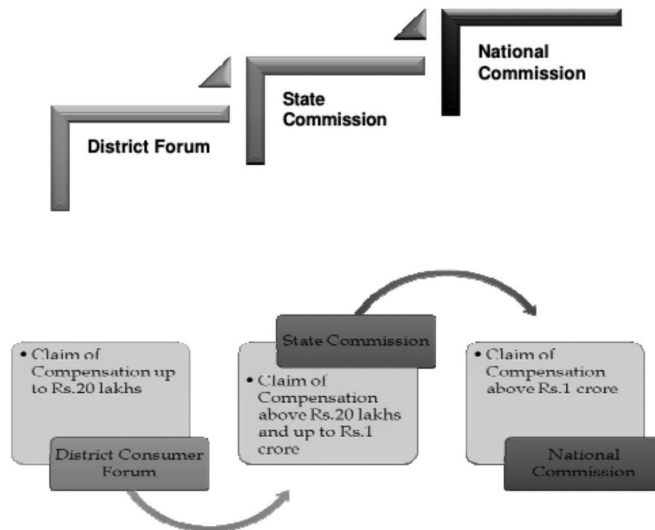 National
Commission
State
Commission
District Forum
• Claim of
Compensation up
to Rs.20 lakhs
District Consumer
Forum
State Commission
• Claim of
Compensation
above Rs.20 lakhs
and up to Rs.1
crore
• Claim of
Compensation
above Rs.1 crore
National
Commission